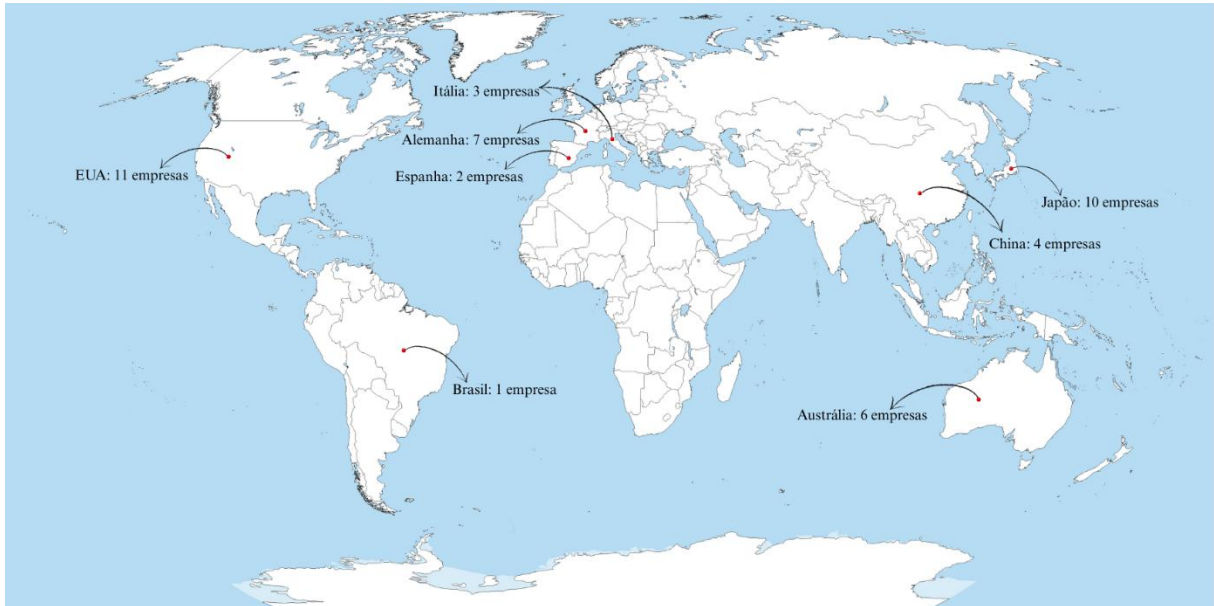 Itália: 3 empresas
Alemanha: 7 empresas
EUA: 11 empresas
Espanha: 2 empresas
Japão: 10 empresas
China: 4 empresas
Brasil: 1 empresa
Austrália: 6 empresas